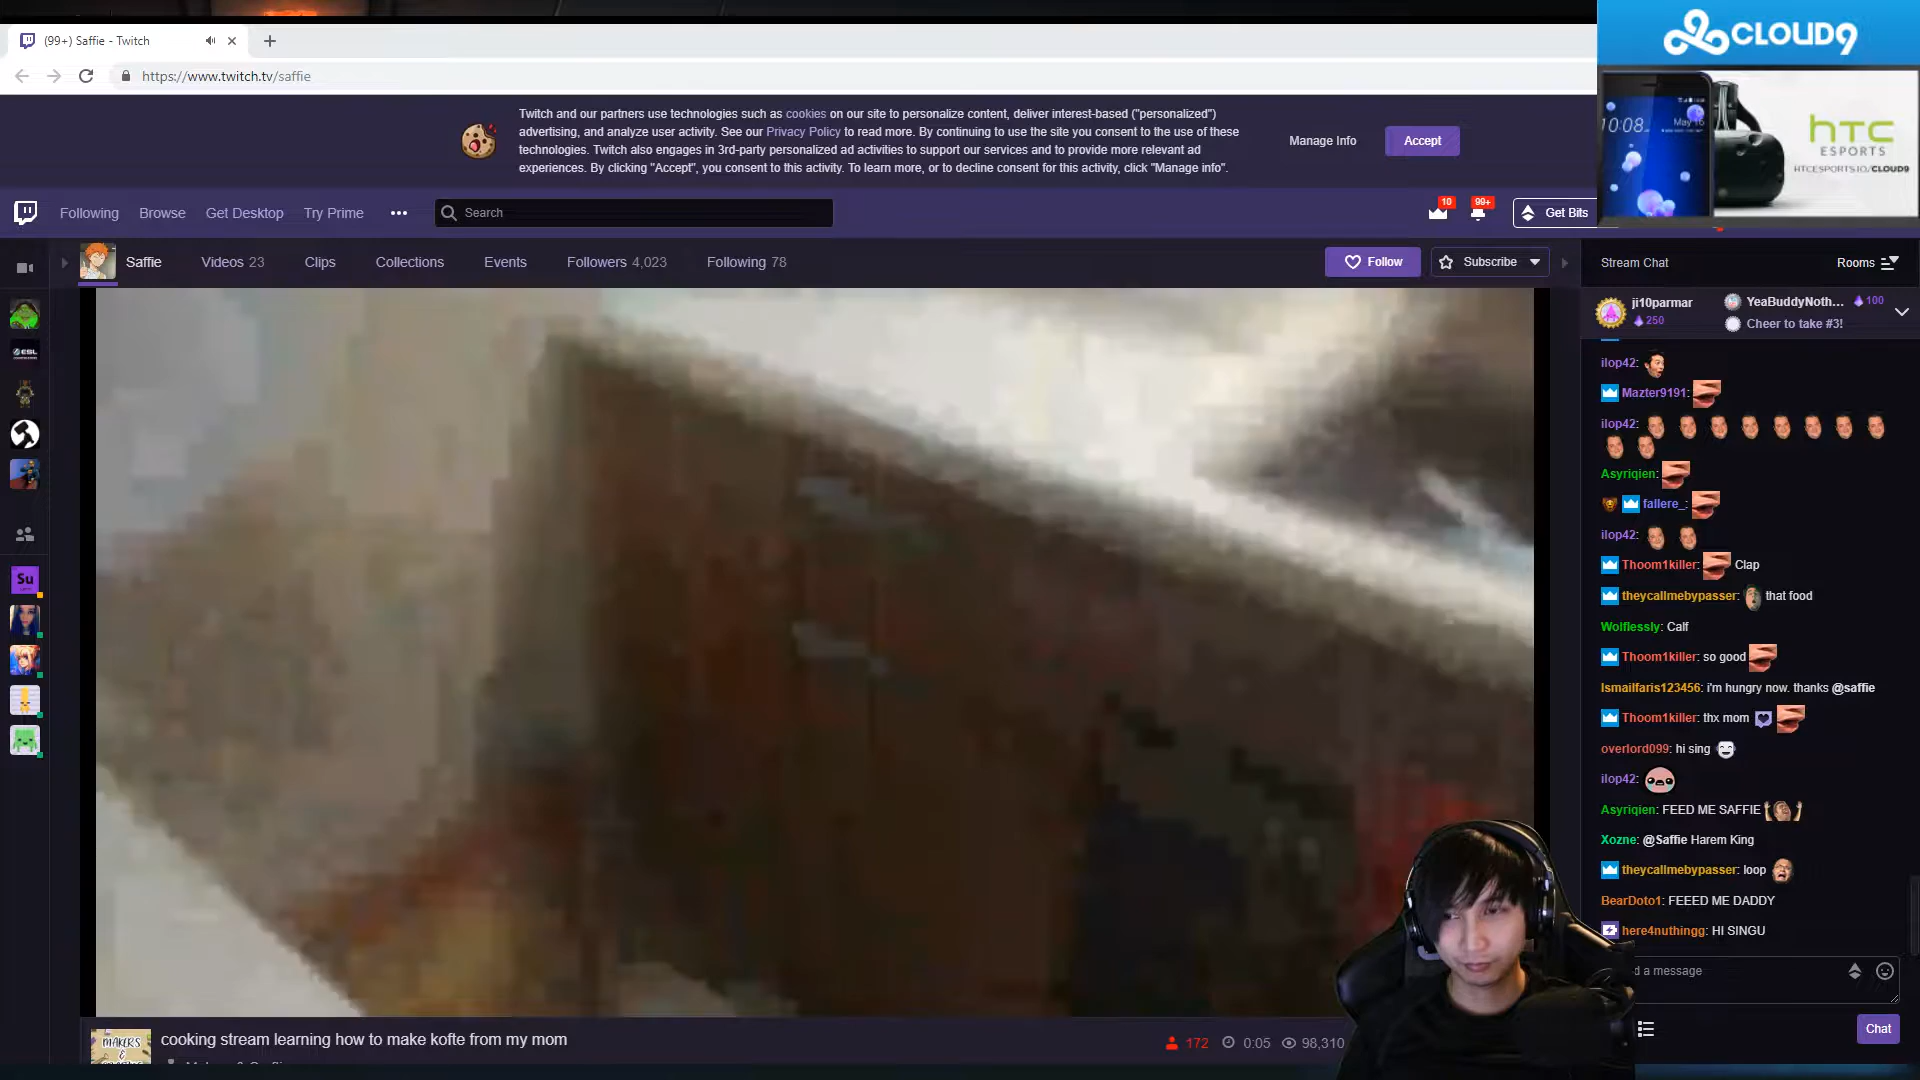 (99+) Saffie - Twitch
https://www.twitch.tv/saffie
Twitch and our partners use technologies such as cookies on our site to personalize content, deliver interest-based ("personalized")
advertising, and analyze user activity. See our Privacy Policy to read more. By continuing to use the site you consent to the use of these
technologies. Twitch also engages in 3rd-party personalized ad activities to support our services and to provide more relevant ad
experiences. By clicking "Accept", you consent to this activity. To learn more, or to decline consent for this activity, click "Manage info".
Manage Info
Accept
CLOUD9
10:08
htc
ESPORTS
HTCESPORTS.IO/CLOUD9
Following
Browse
Get Desktop
Try Prime
Search
10
99+
Get Bits
Saffie
Videos 23
Clips
Collections
Events
Followers 4,023
Following 78
Follow
Subscribe
Stream Chat
Rooms
ji10parmar
250
YeaBuddyNoth...
100
Cheer to take #3!
ESL
Su
ilop42:
Mazter9191:
ilop42:
Asyriqien:
fallere_:
ilop42:
Thoom1killer: Clap
theycallmebypasser: that food
Wolflessly: Calf
Thoom1killer: so good
Ismailfaris123456: i'm hungry now. thanks @saffie
Thoom1killer: thx mom
overlord099: hi sing
ilop42:
Asyriqien: FEED ME SAFFIE
Xozne: @Saffie Harem King
theycallmebypasser: loop
BearDoto1: FEEED ME DADDY
here4nuthingg: HI SINGU
d a message
Chat
MAKERS
&
cooking stream learning how to make kofte from my mom
172
0:05
98,310